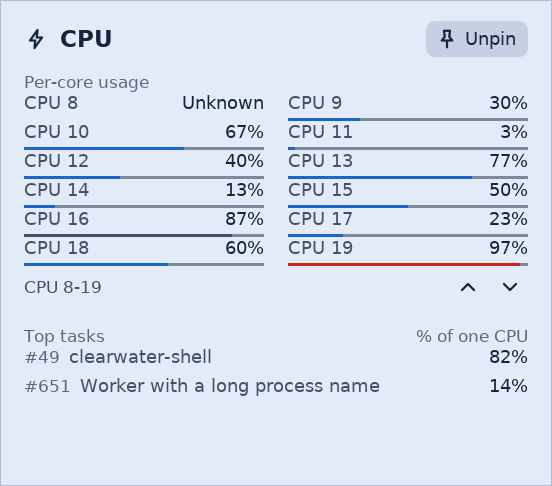 CPU
Unpin
Per-core usage
CPU 8 Unknown CPU 9 30%
CPU 10 67% CPU 11 3%
CPU 12 40% CPU 13 77%
CPU 14 13% CPU 15 50%
CPU 16 87% CPU 17 23%
CPU 18 60% CPU 19 97%
CPU 8-19
Top tasks % of one CPU
#49 clearwater-shell 82%
#651 Worker with a long process name 14%